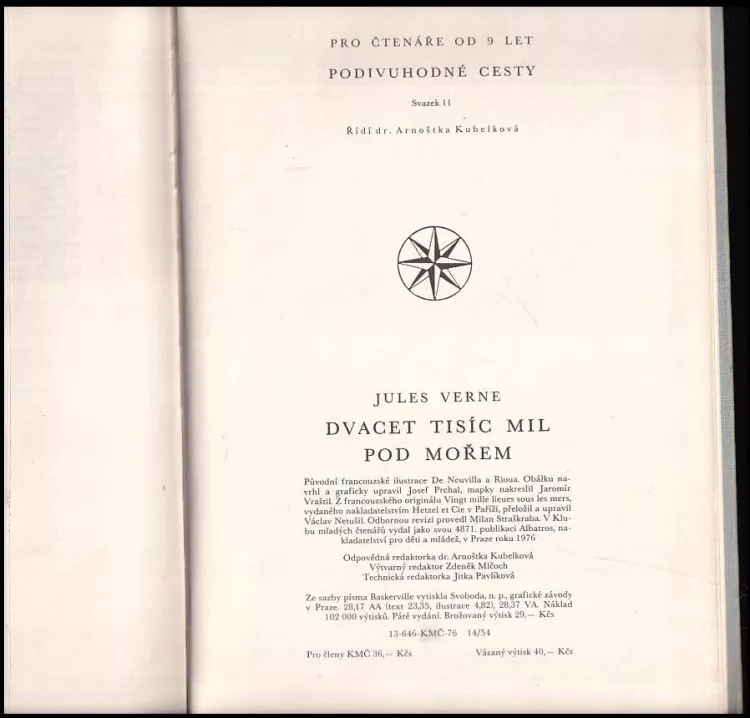 PRO ČTENÁŘE OD 9 LET
PODIVUHODNÉ CESTY
Svazek 11
Řídí dr. Arnoštka Kubelková
JULES VERNE
DVACET TISÍC MIL
POD MOŘEM
Původní francouzské ilustrace De Neuvilla a Rioua. Obálku na-
vrhl a graficky upravil Josef Prchal, mapky nakreslil Jaromír
Vraštil. Z francouzského originálu Vingt mille lieues sous les mers,
vydaného nakladatelstvím Hetzel et Cie v Paříži, přeložil a upravil
Václav Netušil. Odbornou revizi provedl Milan Straškraba. V Klu-
bu mladých čtenářů vydal jako svou 4871. publikaci Albatros, na-
kladatelství pro děti a mládež, v Praze roku 1976
Odpovědná redaktorka dr. Arnoštka Kubelková
Výtvarný redaktor Zdeněk Mlčoch
Technická redaktorka Jitka Pavlíková
Ze sazby písma Baskerville vytiskla Svoboda, n. p., grafické závody
v Praze. 28,17 AA (text 23,35, ilustrace 4,82), 28,37 VA. Náklad
102 000 výtisků. Páté vydání. Brožovaný výtisk 29,— Kčs
13-646-KMČ-76 14/54
Pro členy KMČ 36,— Kčs Vázaný výtisk 40,— Kčs